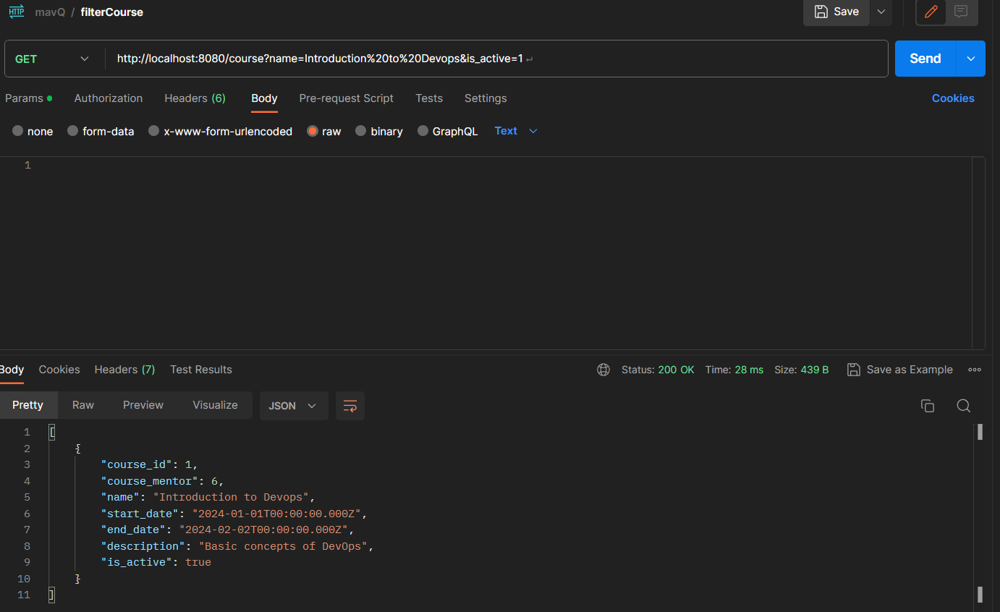 HTTP mavQ / filterCourse Save
GET http://localhost:8080/course?name=Introduction%20to%20Devops&is_active=1 ↵ Send
Params Authorization Headers (6) Body Pre-request Script Tests Settings Cookies
none form-data x-www-form-urlencoded raw binary GraphQL Text
1
Body Cookies Headers (7) Test Results Status: 200 OK Time: 28 ms Size: 439 B Save as Example
Pretty Raw Preview Visualize JSON
1 [
2 {
3 "course_id": 1,
4 "course_mentor": 6,
5 "name": "Introduction to Devops",
6 "start_date": "2024-01-01T00:00:00.000Z",
7 "end_date": "2024-02-02T00:00:00.000Z",
8 "description": "Basic concepts of DevOps",
9 "is_active": true
10 }
11 ]